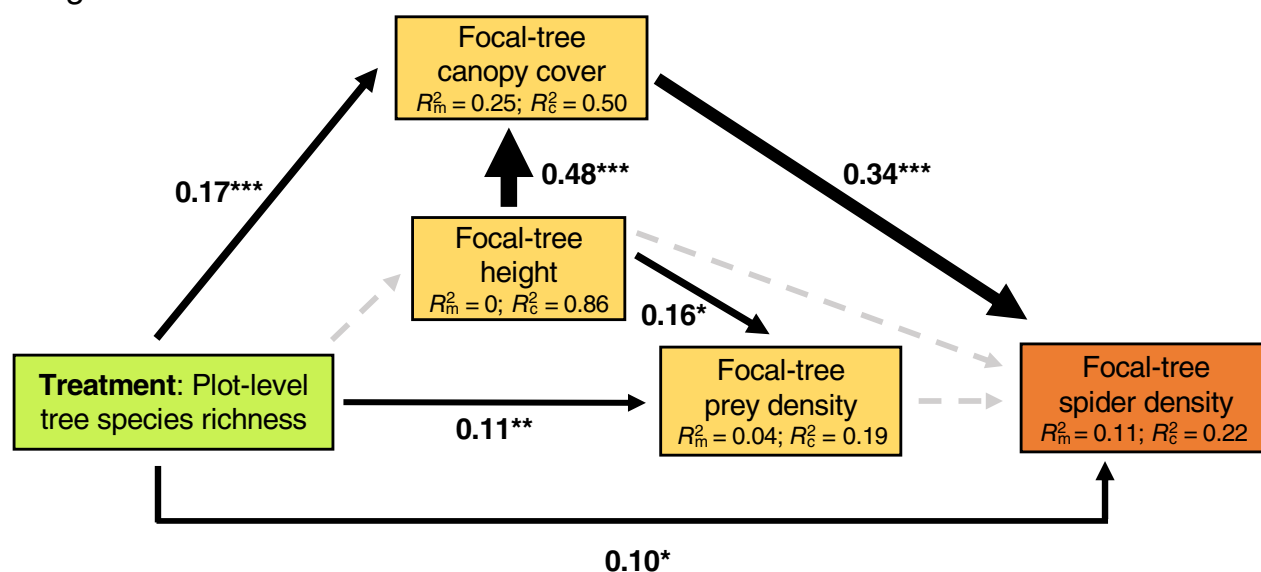 Focal-tree
canopy cover
R²m = 0.25; R²c = 0.50
0.17***
0.48***
0.34***
Focal-tree
height
R²m = 0; R²c = 0.86
0.16*
Treatment: Plot-level
tree species richness
0.11**
Focal-tree
prey density
R²m = 0.04; R²c = 0.19
Focal-tree
spider density
R²m = 0.11; R²c = 0.22
0.10*